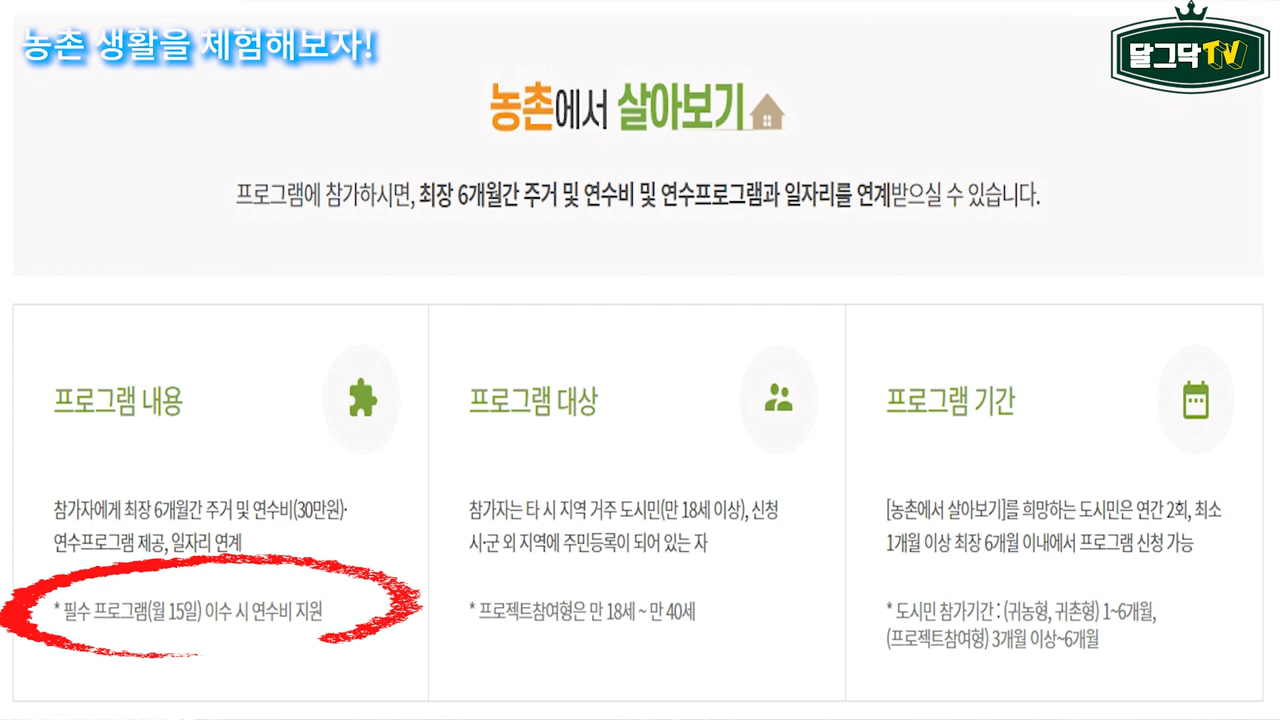 농촌 생활을 체험해보자!
달그닥TV
농촌에서 살아보기
프로그램에 참가하시면, 최장 6개월간 주거 및 연수비 및 연수프로그램과 일자리를 연계받으실 수 있습니다.
프로그램 내용
참가자에게 최장 6개월간 주거 및 연수비(30만원)·
연수프로그램 제공, 일자리 연계
* 필수 프로그램(월 15일) 이수 시 연수비 지원
프로그램 대상
참가자는 타 시 지역 거주 도시민(만 18세 이상), 신청
시·군 외 지역에 주민등록이 되어 있는 자
* 프로젝트참여형은 만 18세 ~ 만 40세
프로그램 기간
[농촌에서 살아보기]를 희망하는 도시민은 연간 2회, 최소
1개월 이상 최장 6개월 이내에서 프로그램 신청 가능
* 도시민 참가기간 : (귀농형, 귀촌형) 1~6개월,
(프로젝트참여형) 3개월 이상~6개월